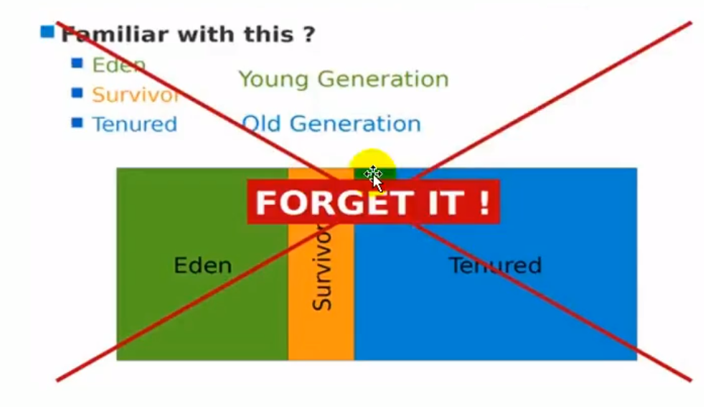 Familiar with this ?
Eden
Survivor
Tenured
Young Generation
Old Generation
FORGET IT !
Eden
Survivor
Tenured